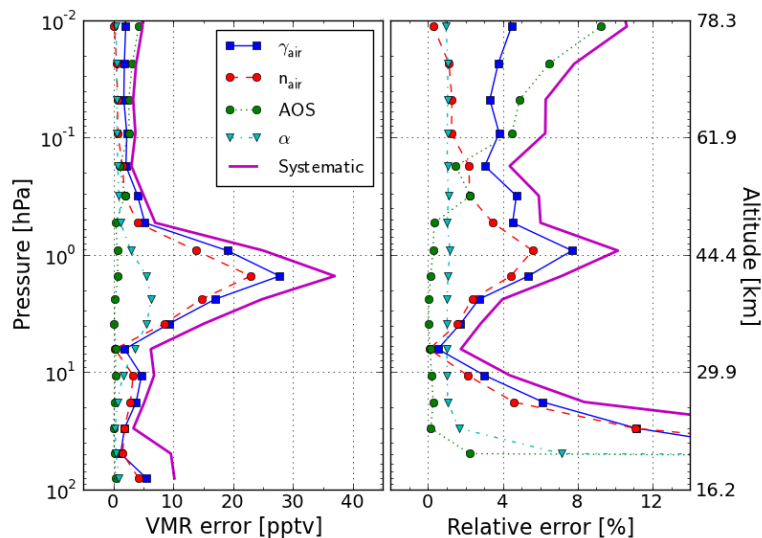 10⁻²
10⁻¹
10⁰
10¹
10²
Pressure [hPa]
γair
nair
AOS
α
Systematic
0 10 20 30 40
VMR error [pptv]
0 4 8 12
Relative error [%]
78.3
61.9
44.4
29.9
16.2
Altitude [km]